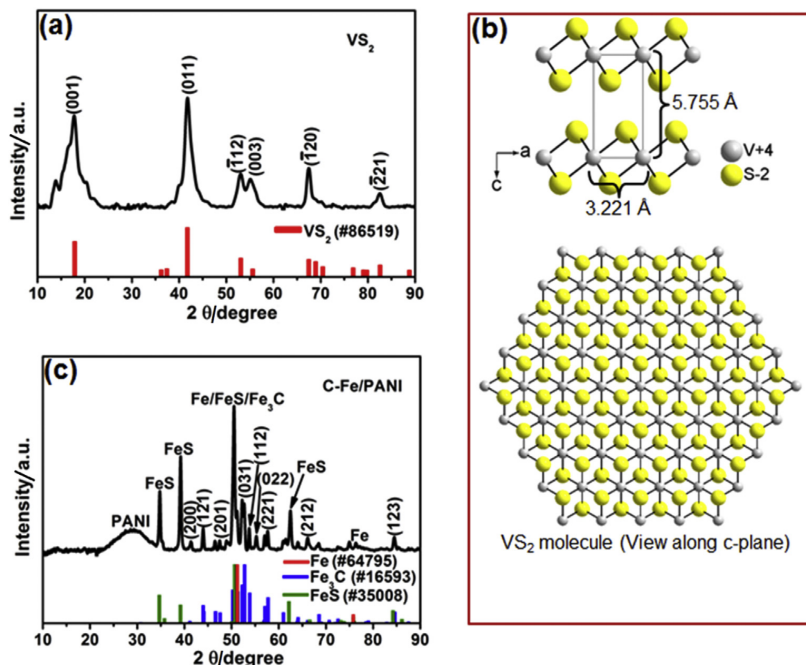 (a)
VS₂
(001)
(011)
(1̄12)
(003)
(1̄20)
(2̄21)
Intensity/a.u.
VS₂ (#86519)
10 20 30 40 50 60 70 80 90
2 θ/degree
(b)
5.755 Å
a
c
3.221 Å
V+4
S-2
VS₂ molecule (View along c-plane)
(c)
C-Fe/PANI
Fe/FeS/Fe₃C
FeS
FeS
PANI
(200)
(121)
(201)
(031)
(112)
(022)
(221)
FeS
(212)
Fe
(123)
Intensity/a.u.
Fe (#64795)
Fe₃C (#16593)
FeS (#35008)
10 20 30 40 50 60 70 80 90
2 θ/degree